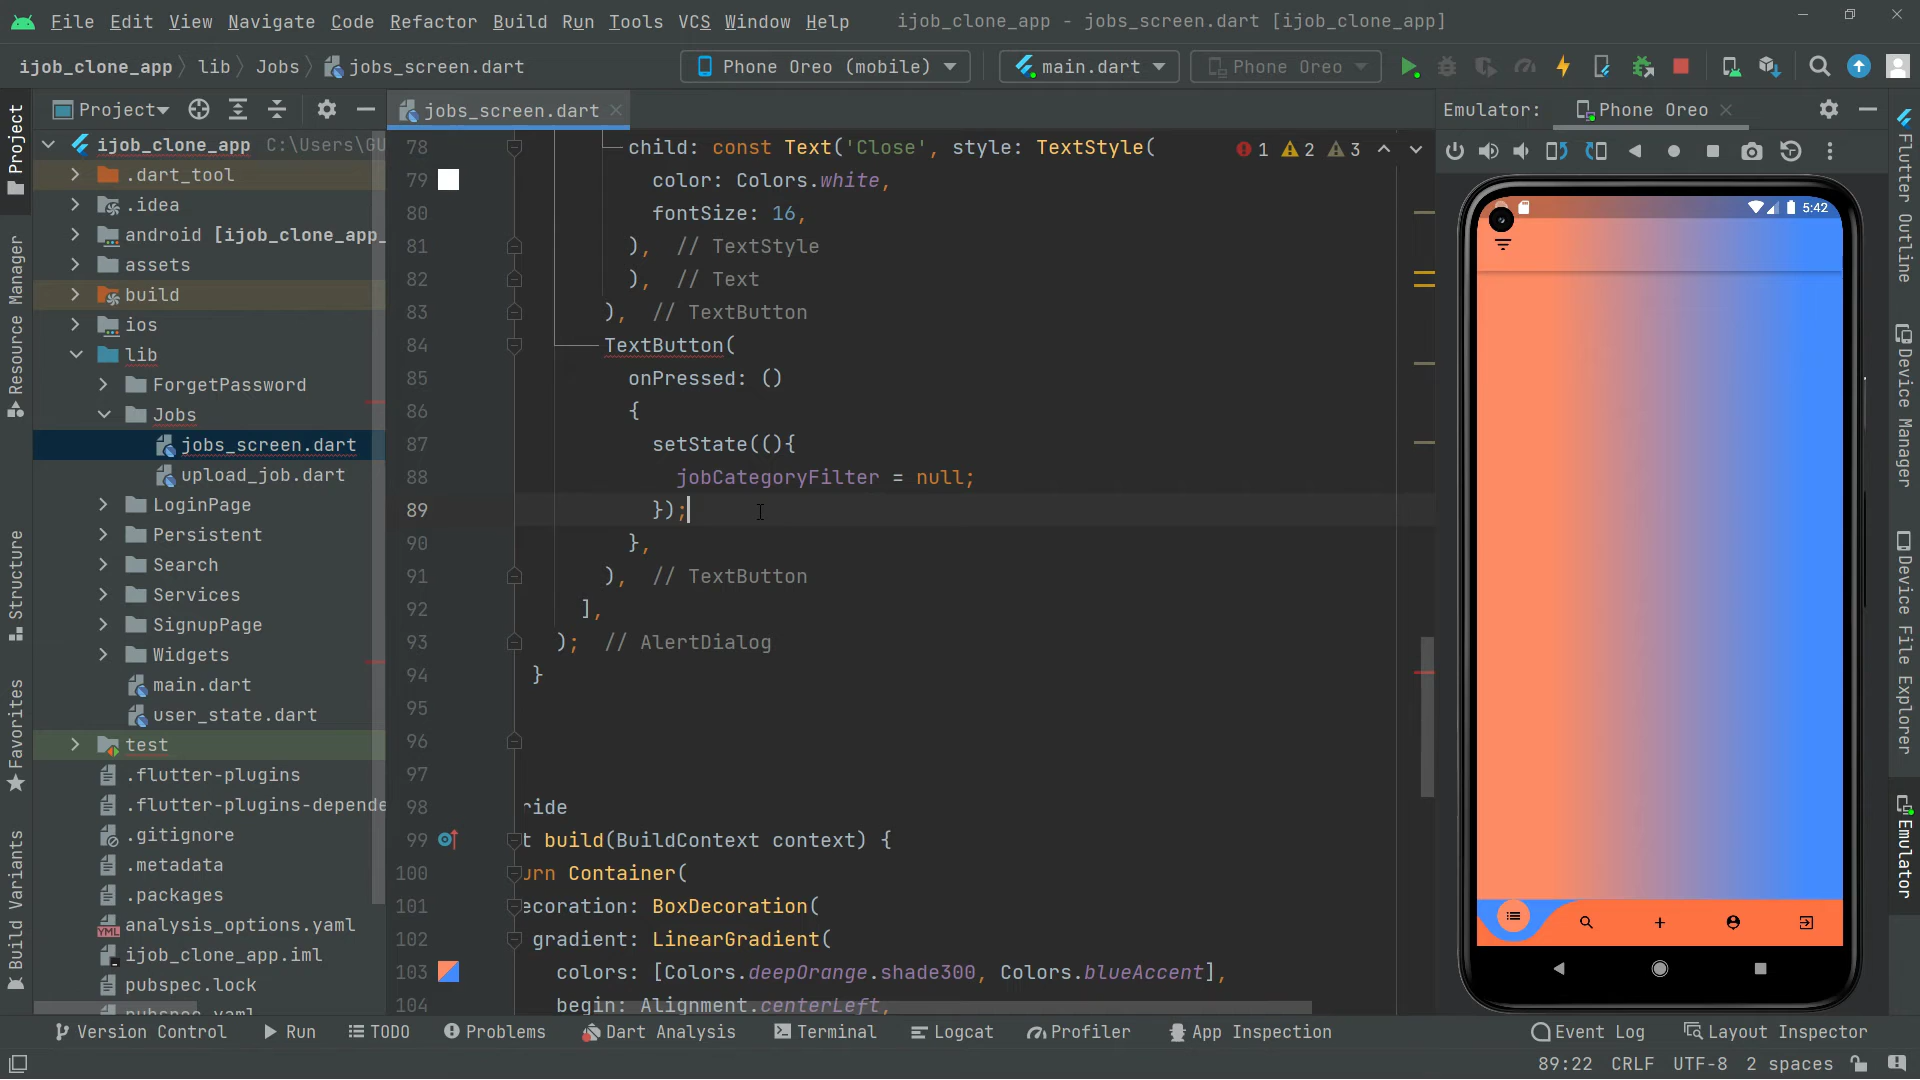 File Edit View Navigate Code Refactor Build Run Tools VCS Window Help ijob_clone_app - jobs_screen.dart [ijob_clone_app]
ijob_clone_app lib Jobs jobs_screen.dart Phone Oreo (mobile) main.dart Phone Oreo
Project jobs_screen.dart Emulator: Phone Oreo
ijob_clone_app C:\Users\GU
.dart_tool
.idea
android [ijob_clone_app_
assets
build
ios
lib
ForgetPassword
Jobs
jobs_screen.dart
upload_job.dart
LoginPage
Persistent
Search
Services
SignupPage
Widgets
main.dart
user_state.dart
test
.flutter-plugins
.flutter-plugins-depende
.gitignore
.metadata
.packages
analysis_options.yaml
ijob_clone_app.iml
pubspec.lock
pubspec.yaml
78 child: const Text('Close', style: TextStyle( 1 2 3
79 color: Colors.white,
80 fontSize: 16,
81 ), // TextStyle
82 ), // Text
83 ), // TextButton
84 TextButton(
85 onPressed: ()
86 {
87 setState((){
88 jobCategoryFilter = null;
89 });
90 },
91 ), // TextButton
92 ],
93 ); // AlertDialog
94 }
95
96
97
98 ride
99 t build(BuildContext context) {
100 urn Container(
101 ecoration: BoxDecoration(
102 gradient: LinearGradient(
103 colors: [Colors.deepOrange.shade300, Colors.blueAccent],
104 begin: Alignment.centerLeft,
5:42
Project
Resource Manager
Structure
Favorites
Build Variants
Flutter Outline
Device Manager
Device File Explorer
Emulator
Version Control Run TODO Problems Dart Analysis Terminal Logcat Profiler App Inspection Event Log Layout Inspector
89:22 CRLF UTF-8 2 spaces